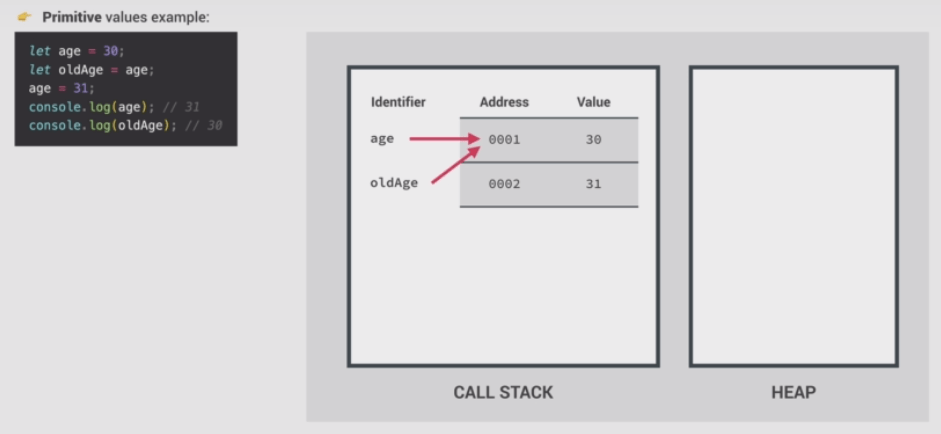 👉 Primitive values example:
let age = 30;
let oldAge = age;
age = 31;
console.log(age); // 31
console.log(oldAge); // 30
Identifier Address Value
age 0001 30
oldAge 0002 31
CALL STACK HEAP